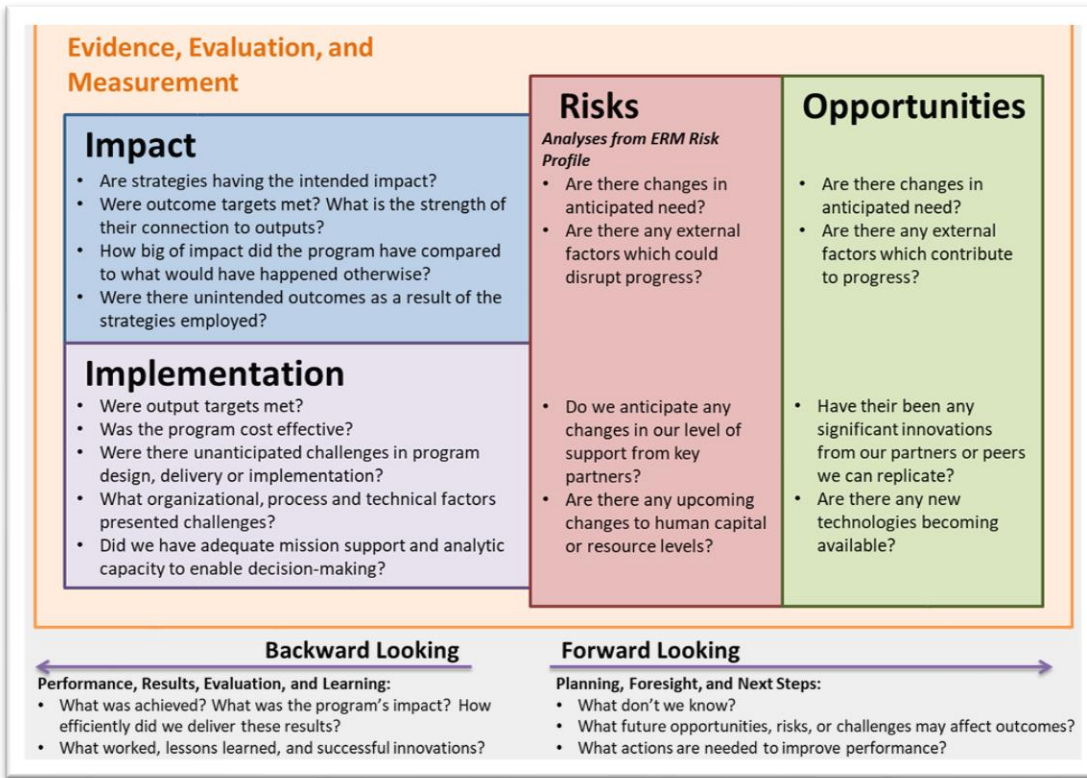 Evidence, Evaluation, and
Measurement
Impact
• Are strategies having the intended impact?
• Were outcome targets met? What is the strength of
their connection to outputs?
• How big of impact did the program have compared
to what would have happened otherwise?
• Were there unintended outcomes as a result of the
strategies employed?
Implementation
• Were output targets met?
• Was the program cost effective?
• Were there unanticipated challenges in program
design, delivery or implementation?
• What organizational, process and technical factors
presented challenges?
• Did we have adequate mission support and analytic
capacity to enable decision-making?
Risks
Analyses from ERM Risk
Profile
• Are there changes in
anticipated need?
• Are there any external
factors which could
disrupt progress?
• Do we anticipate any
changes in our level of
support from key
partners?
• Are there any upcoming
changes to human capital
or resource levels?
Opportunities
• Are there changes in
anticipated need?
• Are there any external
factors which contribute
to progress?
• Have their been any
significant innovations
from our partners or peers
we can replicate?
• Are there any new
technologies becoming
available?
Backward Looking
Performance, Results, Evaluation, and Learning:
• What was achieved? What was the program's impact? How
efficiently did we deliver these results?
• What worked, lessons learned, and successful innovations?
Forward Looking
Planning, Foresight, and Next Steps:
• What don't we know?
• What future opportunities, risks, or challenges may affect outcomes?
• What actions are needed to improve performance?